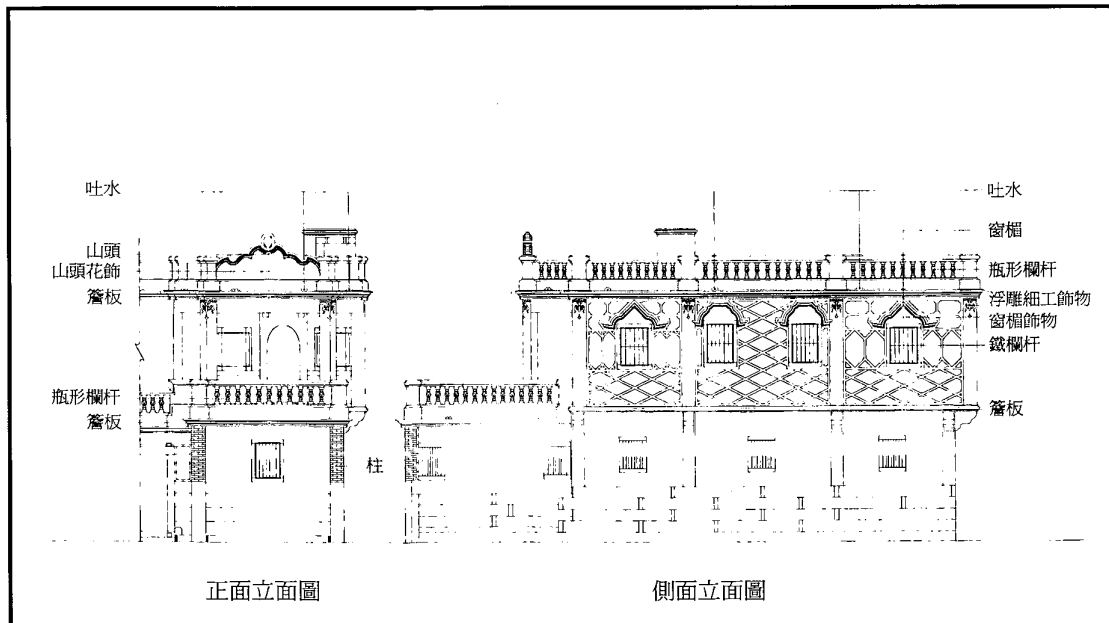 吐水
山頭
山頭花飾
簷板
瓶形欄杆
簷板
柱
正面立面圖
吐水
窗楣
瓶形欄杆
浮雕細工飾物
窗楣飾物
鐵欄杆
簷板
側面立面圖